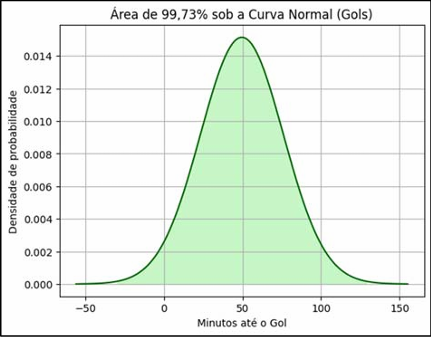 Área de 99,73% sob a Curva Normal (Gols)
Densidade de probabilidade
0.014
0.012
0.010
0.008
0.006
0.004
0.002
0.000
−50 0 50 100 150
Minutos até o Gol